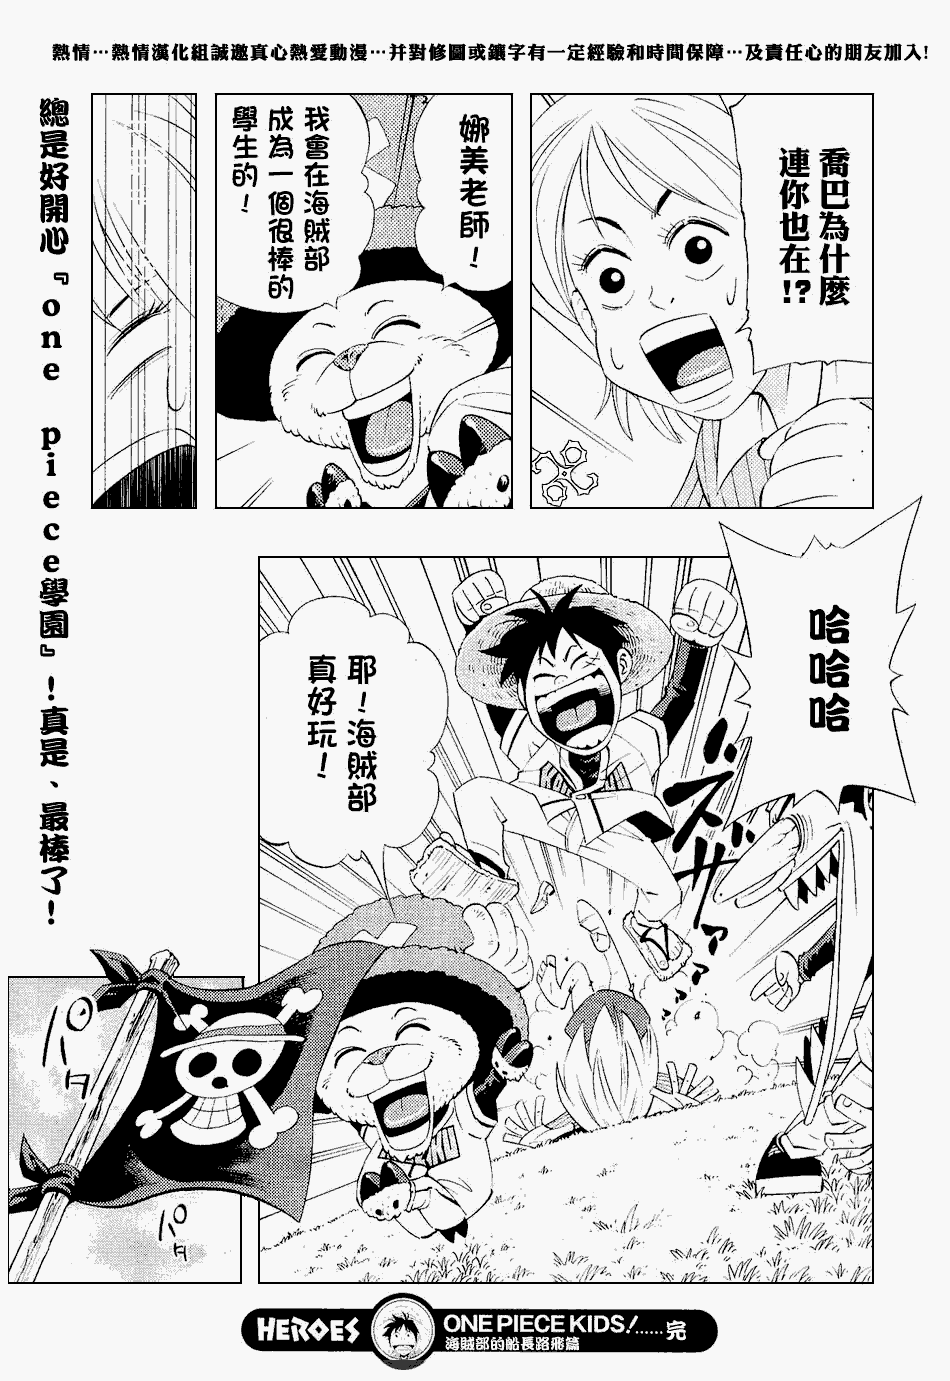 熱情…熱情漢化組誠邀真心熱愛動漫…并對修圖或鑲字有一定經驗和時間保障…及責任心的朋友加入!
喬巴為什麼
連你也在!?
娜美老師！
我會在海賊部
成為一個很棒的
學生的！
哈哈哈
耶！海賊部
真好玩！
ズザァァ
パタ
パタ
總是好開心『one piece學園』！真是、最棒了！
HEROES
ONE PIECE KIDS!……完
海賊部的船長路飛篇